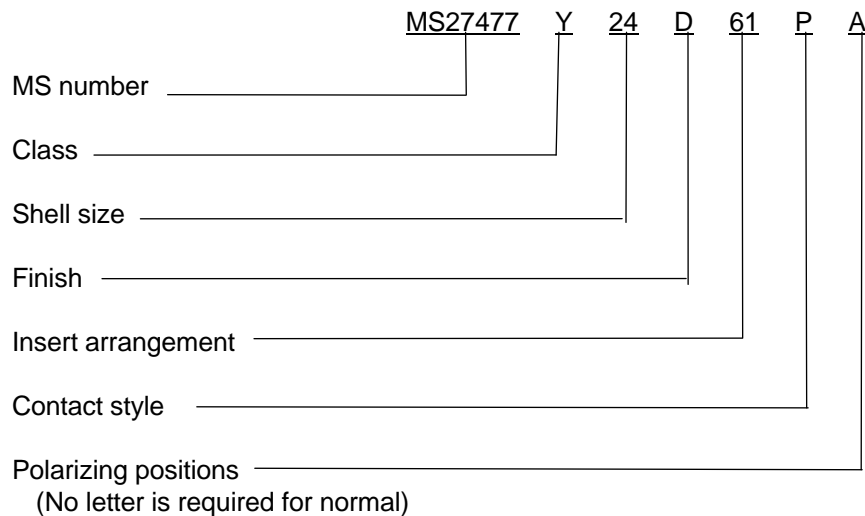 MS27477 Y 24 D 61 P A
MS number
Class
Shell size
Finish
Insert arrangement
Contact style
Polarizing positions
(No letter is required for normal)